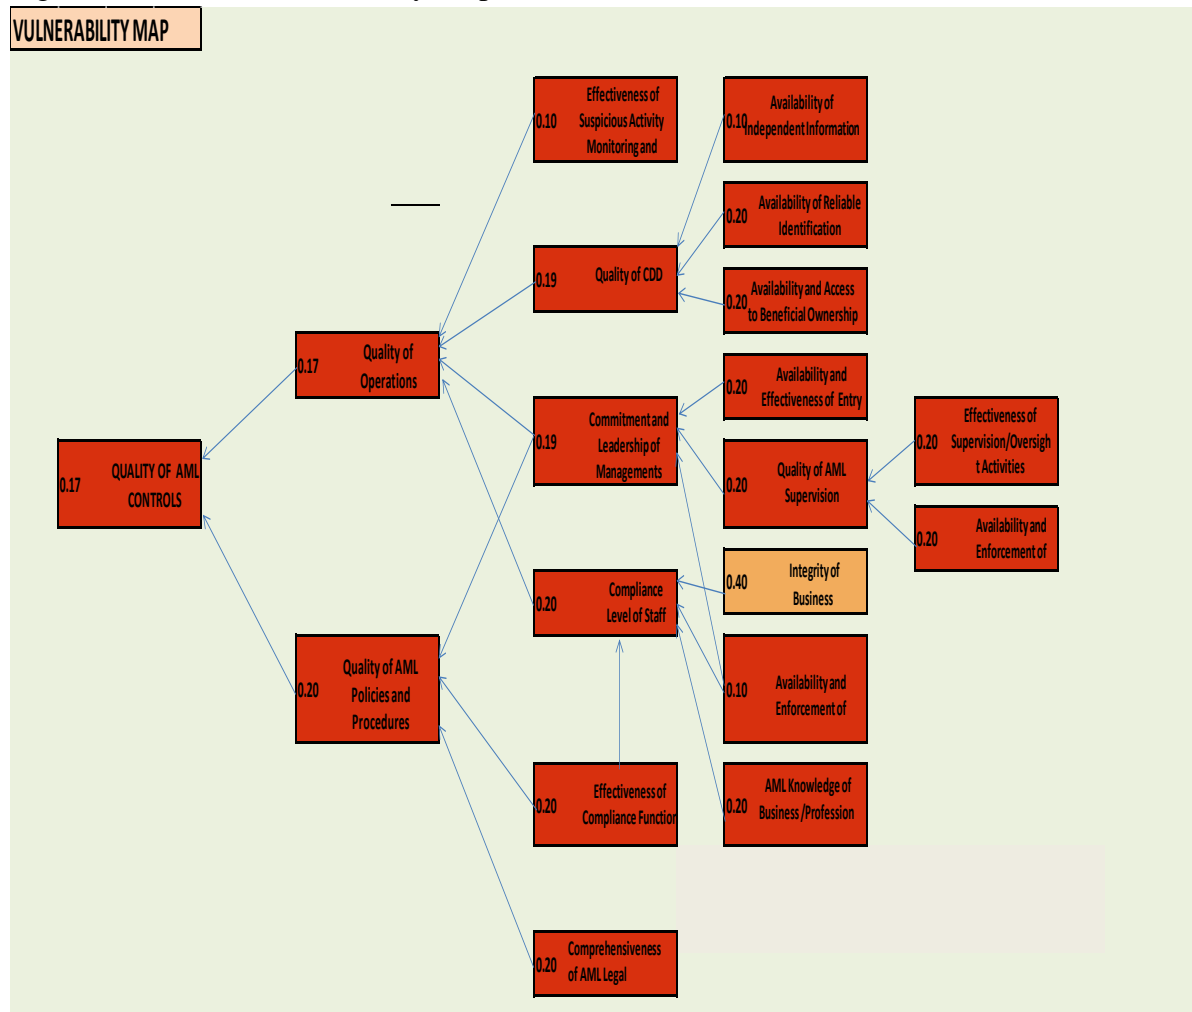 VULNERABILITY MAP
0.10
Effectiveness of
Suspicious Activity
Monitoring and
0.10
Availability of
Independent Information
0.20
Availability of Reliable
Identification
0.19
Quality of CDD
0.20
Availability and Access
to Beneficial Ownership
0.17
Quality of
Operations
0.20
Availability and
Effectiveness of Entry
0.19
Commitment and
Leadership of
Managements
0.20
Effectiveness of
Supervision/Oversigh
t Activities
0.17
QUALITY OF AML
CONTROLS
0.20
Quality of AML
Supervision
0.20
Availability and
Enforcement of
0.40
Integrity of
Business
0.20
Compliance
Level of Staff
0.20
Quality of AML
Policies and
Procedures
0.10
Availability and
Enforcement of
0.20
Effectiveness of
Compliance Function
0.20
AML Knowledge of
Business /Profession
0.20
Comprehensiveness
of AML Legal